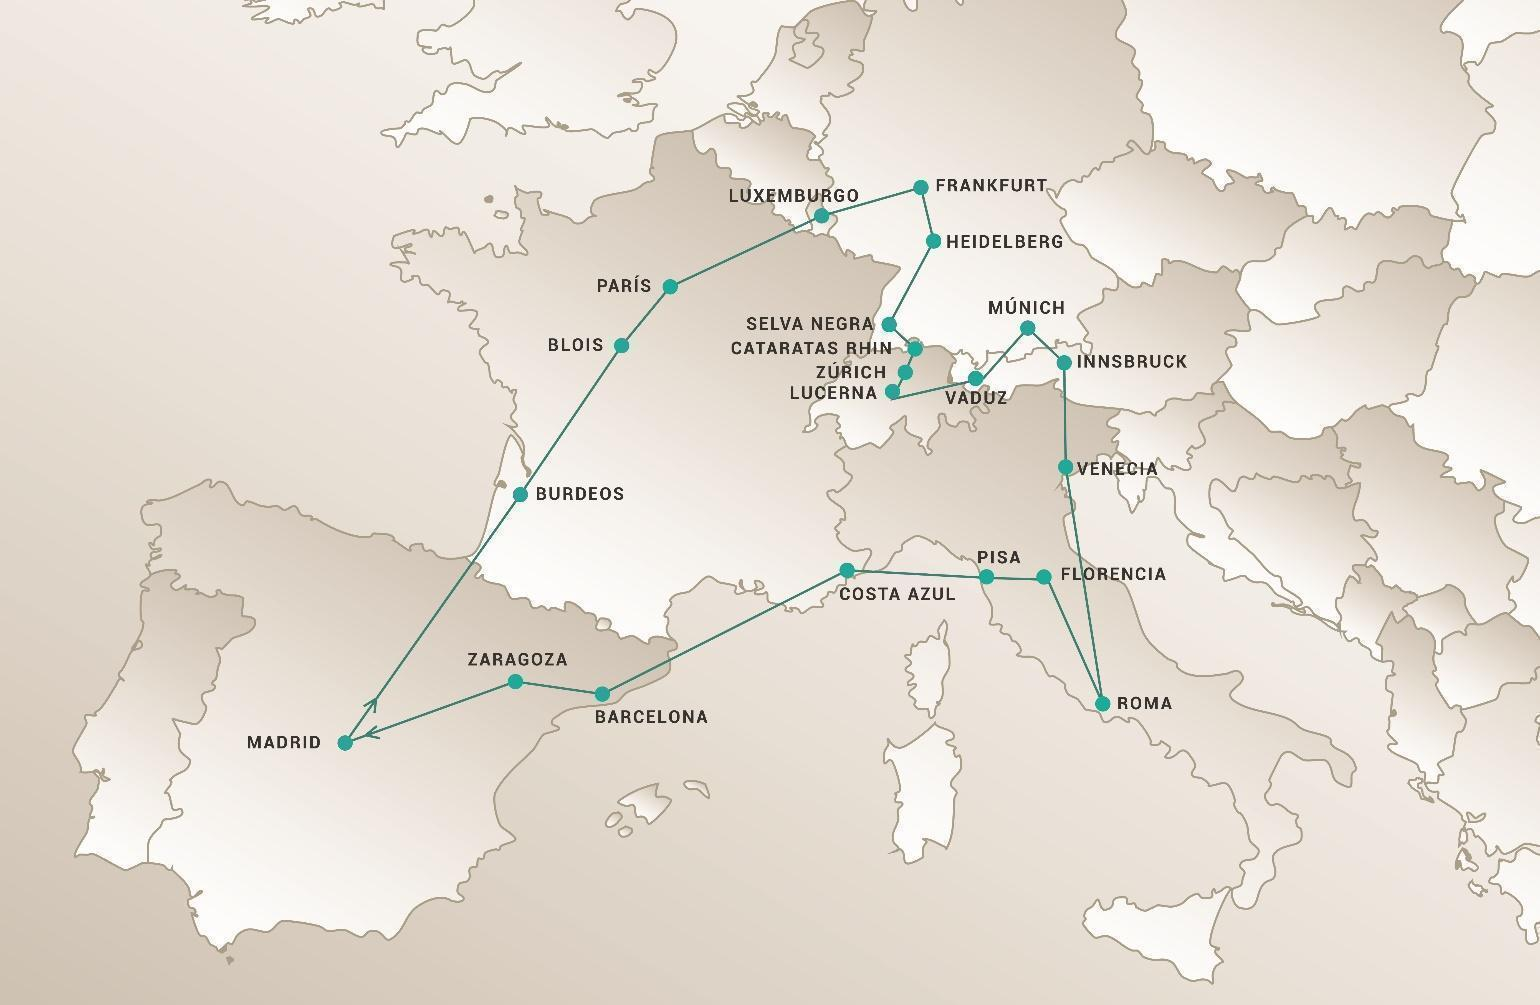 FRANKFURT
LUXEMBURGO
HEIDELBERG
PARÍS
MÚNICH
SELVA NEGRA
BLOIS
CATARATAS RHIN
INNSBRUCK
ZÚRICH
LUCERNA
VADUZ
VENECIA
BURDEOS
PISA
FLORENCIA
COSTA AZUL
ZARAGOZA
ROMA
BARCELONA
MADRID